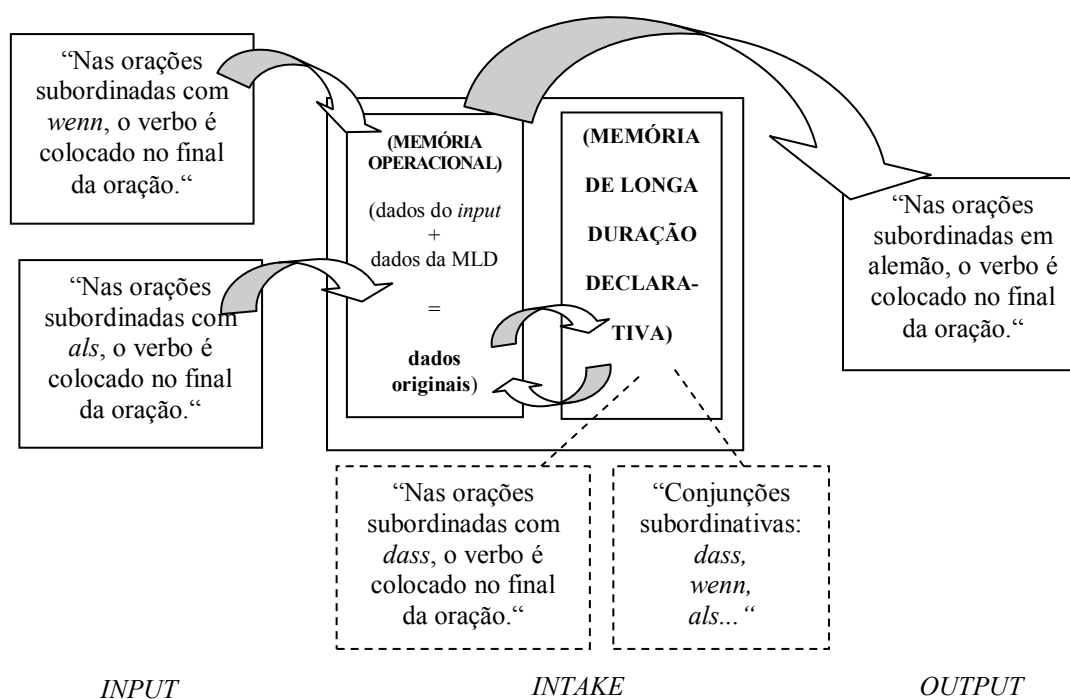 “Nas orações
subordinadas com
wenn, o verbo é
colocado no final
da oração.“
“Nas orações
subordinadas com
als, o verbo é
colocado no final
da oração.“
(MEMÓRIA
OPERACIONAL)
(dados do input
+
dados da MLD
=
dados
originais)
(MEMÓRIA
DE LONGA
DURAÇÃO
DECLARA-
TIVA)
“Nas orações
subordinadas com
dass, o verbo é
colocado no final
da oração.“
“Conjunções
subordinativas:
dass,
wenn,
als...“
“Nas orações
subordinadas em
alemão, o verbo é
colocado no final
da oração.“
INPUT
INTAKE
OUTPUT